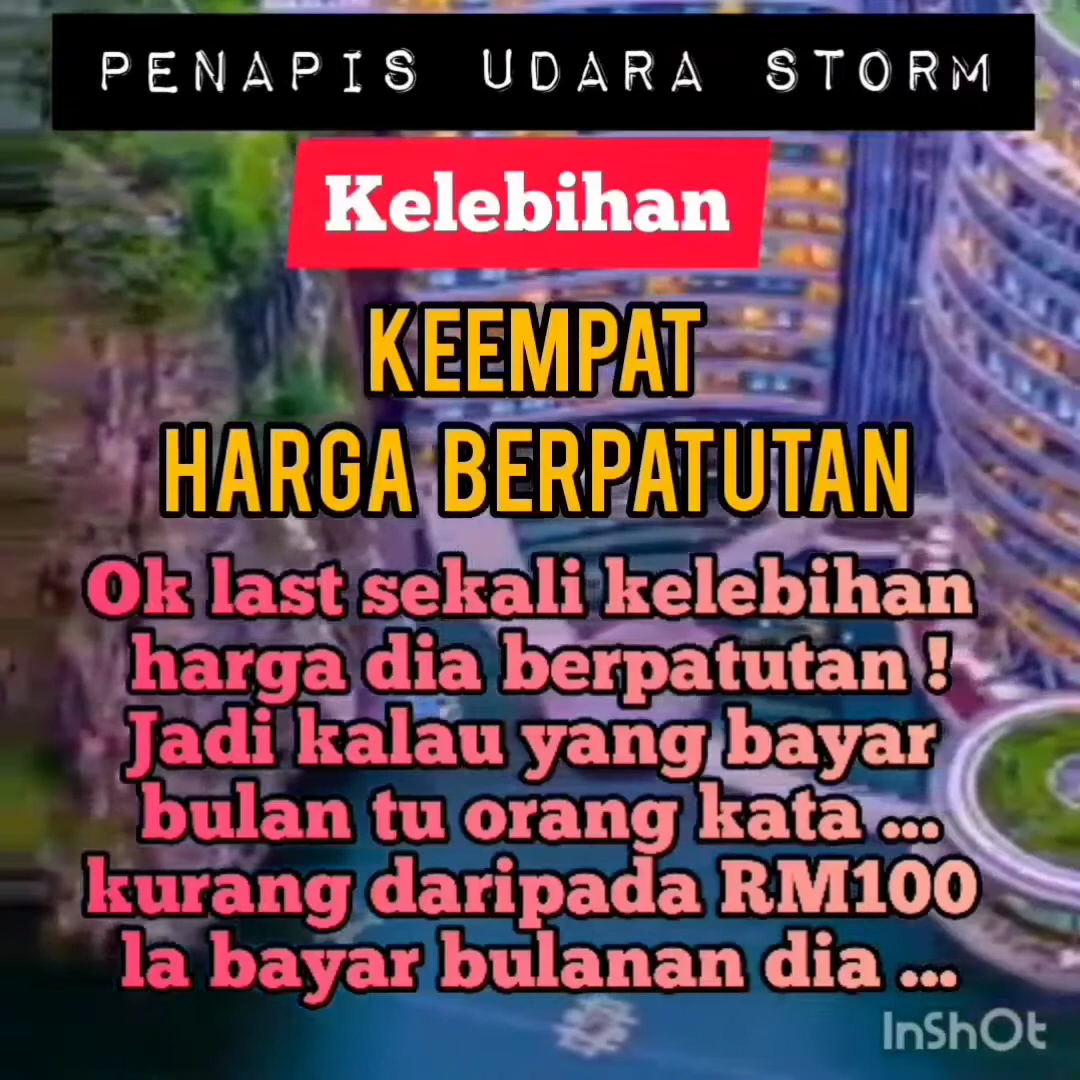 PENAPIS UDARA STORM
Kelebihan
KEEMPAT
HARGA BERPATUTAN
Ok last sekali kelebihan
harga dia berpatutan !
Jadi kalau yang bayar
bulan tu orang kata ...
kurang daripada RM100
la bayar bulanan dia ...
InShOt